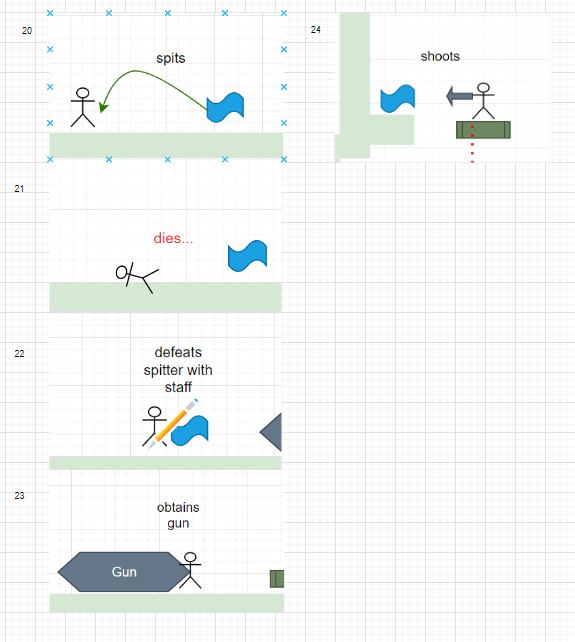 20
spits
21
dies...
22
defeats
spitter with
staff
23
obtains
gun
Gun
24
shoots